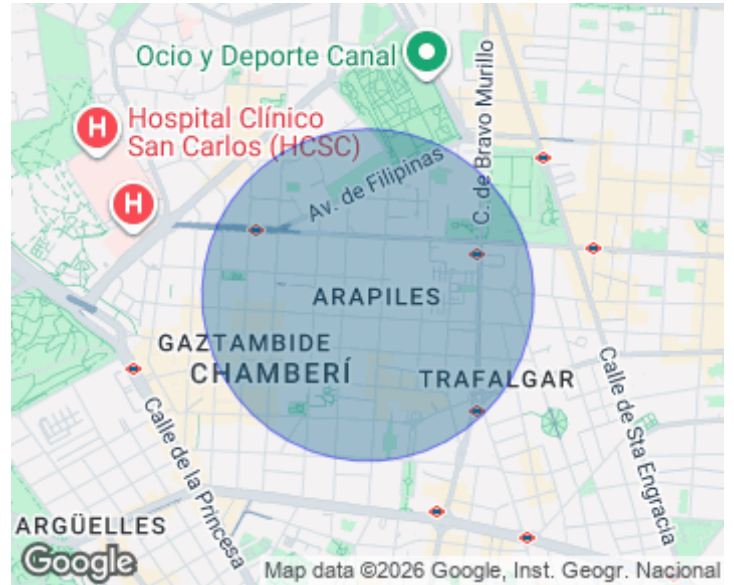 Ocio y Deporte Canal
H
Hospital Clínico
San Carlos (HCSC)
H
Av. de Filipinas
C. de Bravo Murillo
ARAPILES
GAZTAMBIDE
CHAMBERÍ
TRAFALGAR
Calle de Sta Engracia
Calle de la Princesa
ARGÜELLES
Google
Map data ©2026 Google, Inst. Geogr. Nacional